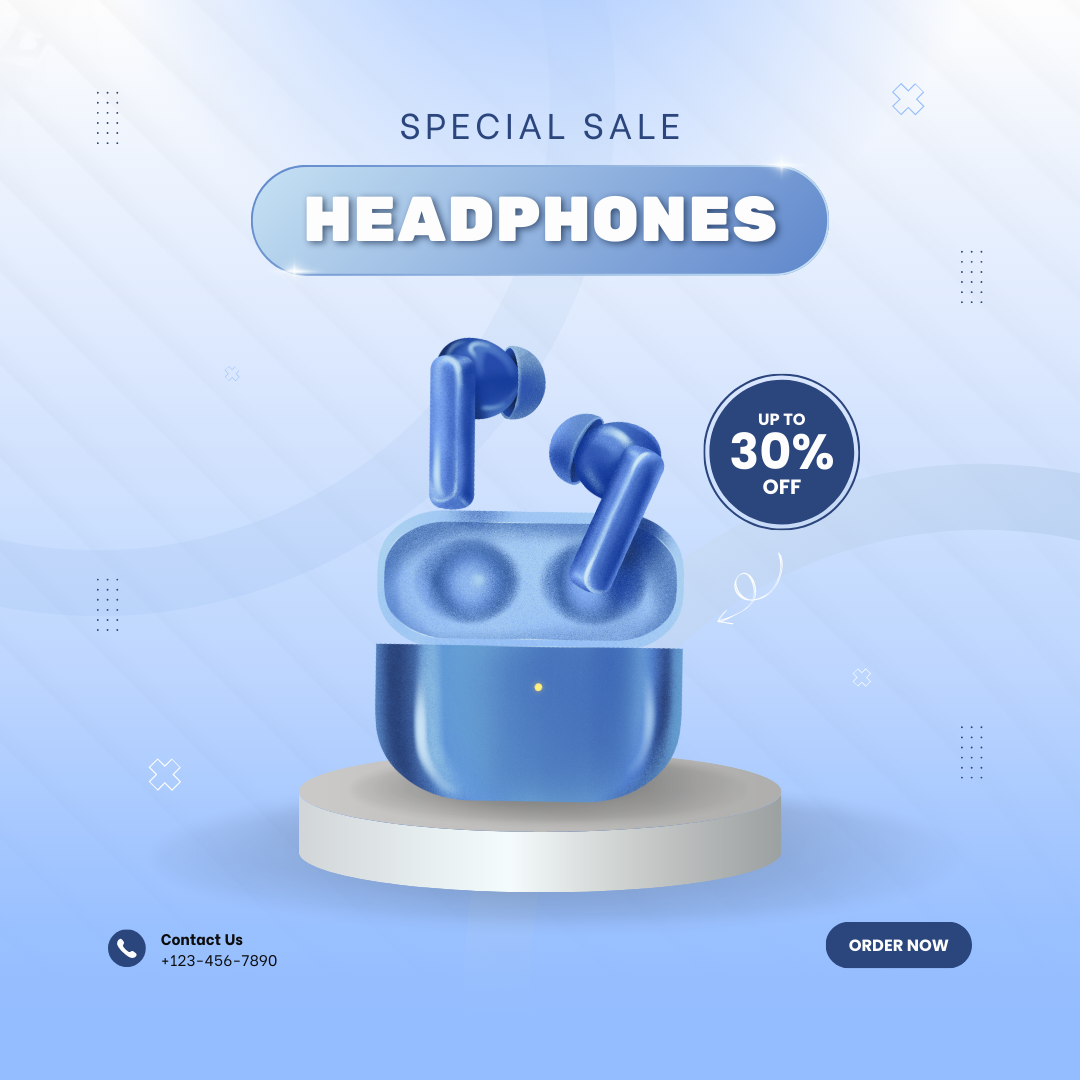 SPECIAL SALE
HEADPHONES
UP TO
30%
OFF
Contact Us
+123-456-7890
ORDER NOW